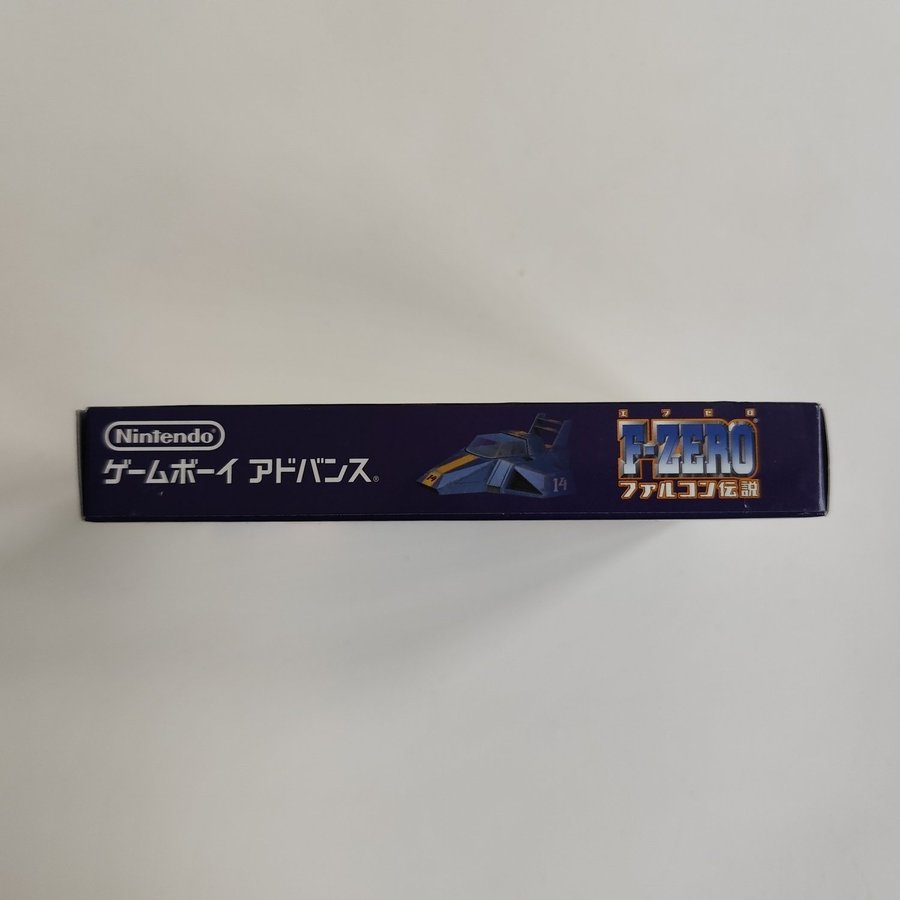 Nintendo
ゲームボーイ アドバンス®
14
14
エフゼロ
F-ZERO®
ファルコン伝説